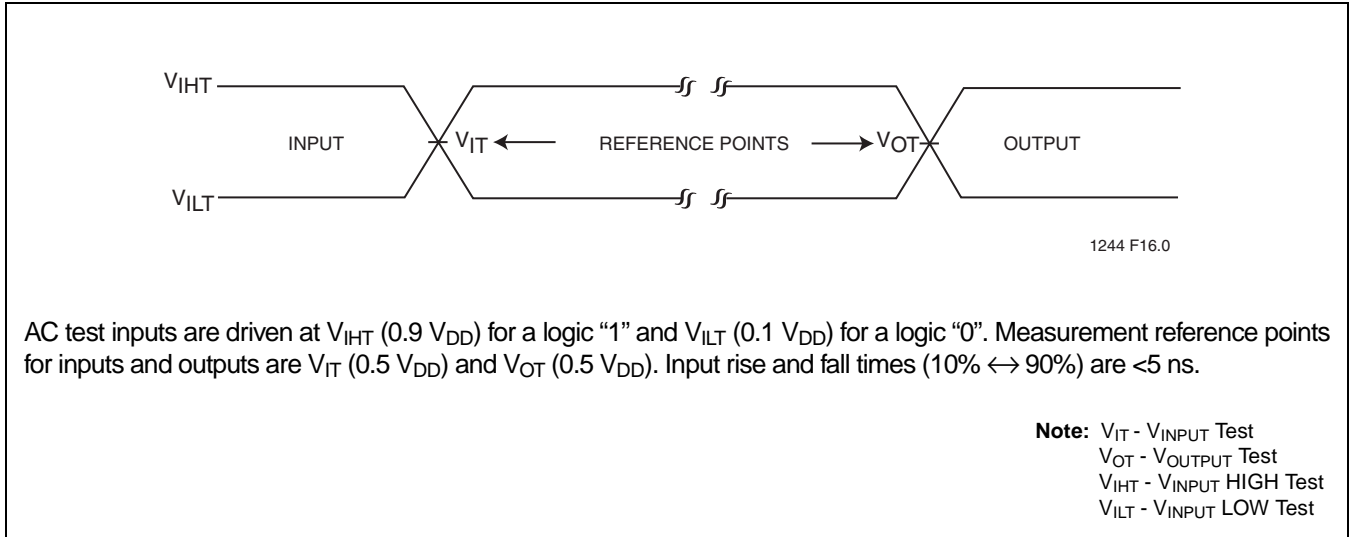 VIHT
INPUT VIT ← REFERENCE POINTS → VOT OUTPUT
VILT
1244 F16.0
AC test inputs are driven at VIHT (0.9 VDD) for a logic “1” and VILT (0.1 VDD) for a logic “0”. Measurement reference points
for inputs and outputs are VIT (0.5 VDD) and VOT (0.5 VDD). Input rise and fall times (10% ↔ 90%) are <5 ns.
Note: VIT - VINPUT Test
VOT - VOUTPUT Test
VIHT - VINPUT HIGH Test
VILT - VINPUT LOW Test